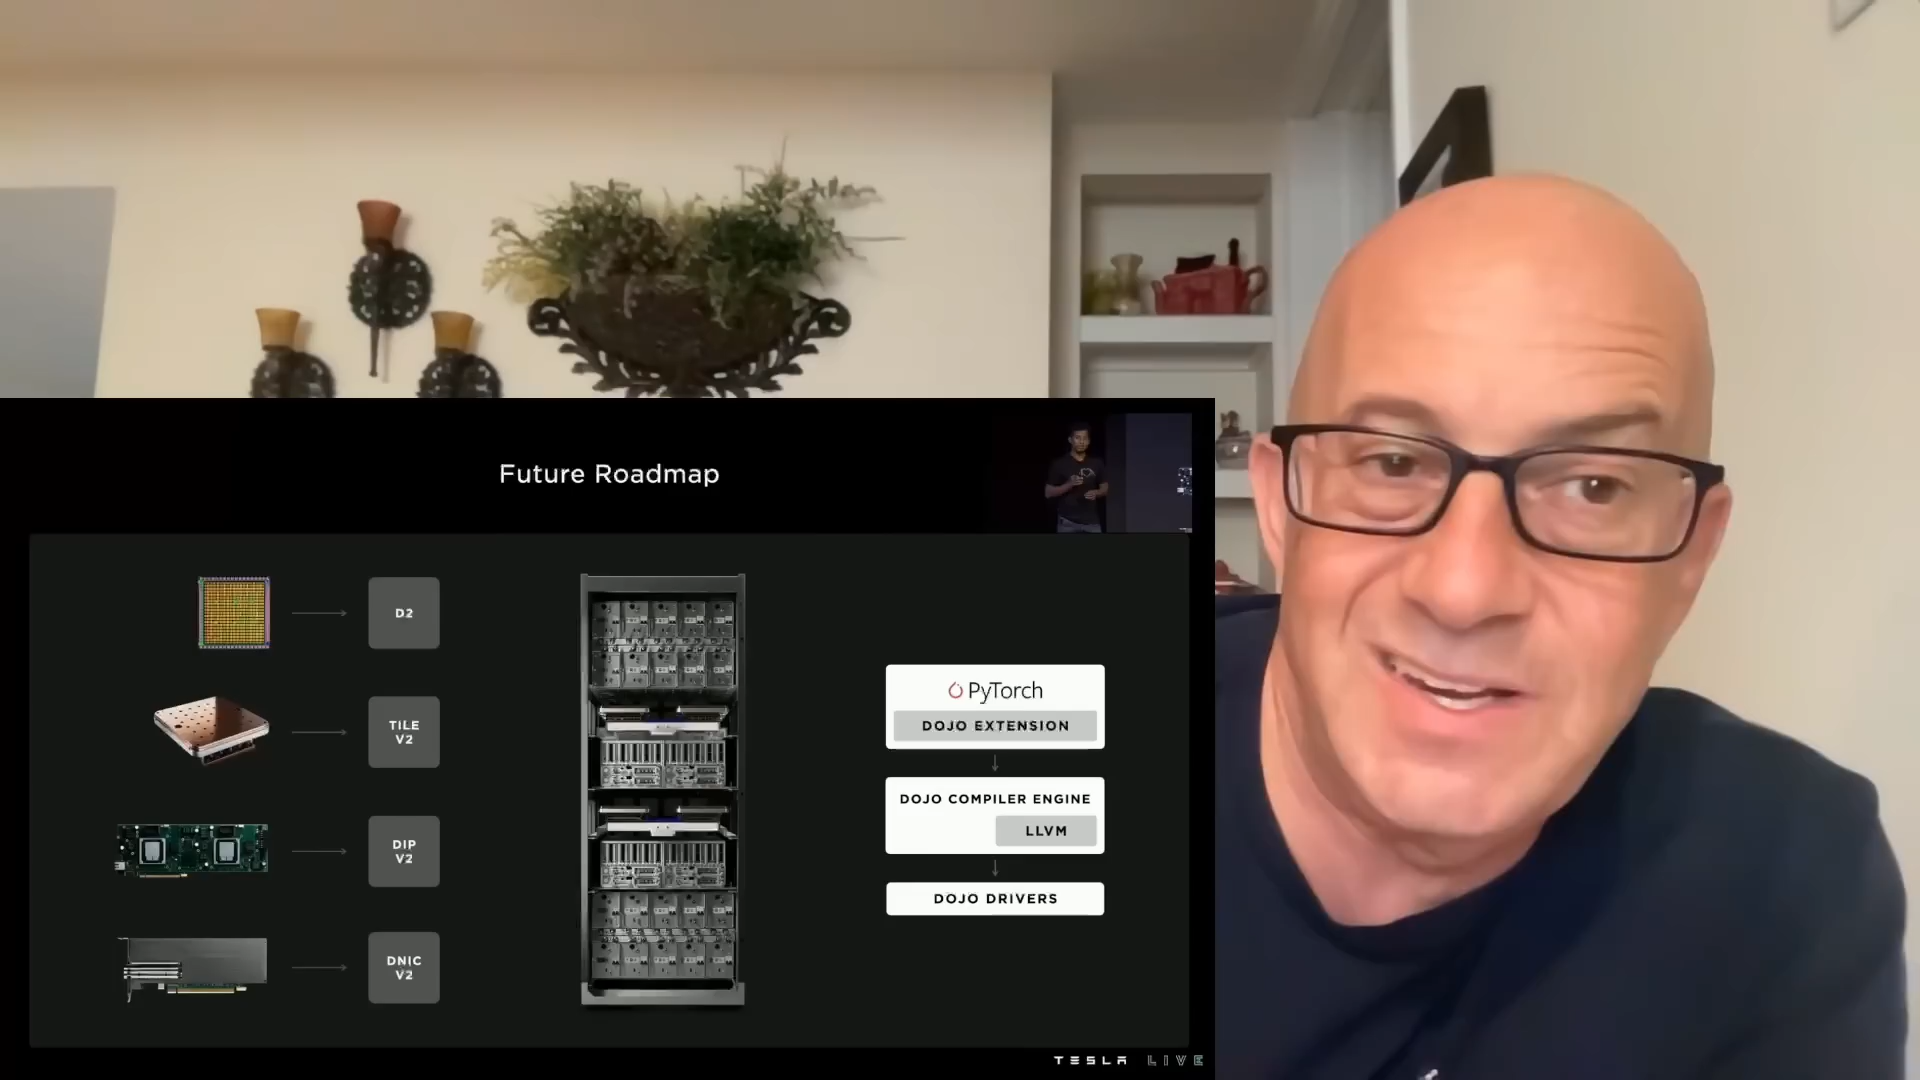 Future Roadmap
D2
TILE
V2
DIP
V2
DNIC
V2
PyTorch
DOJO EXTENSION
DOJO COMPILER ENGINE
LLVM
DOJO DRIVERS
TESLA LIVE